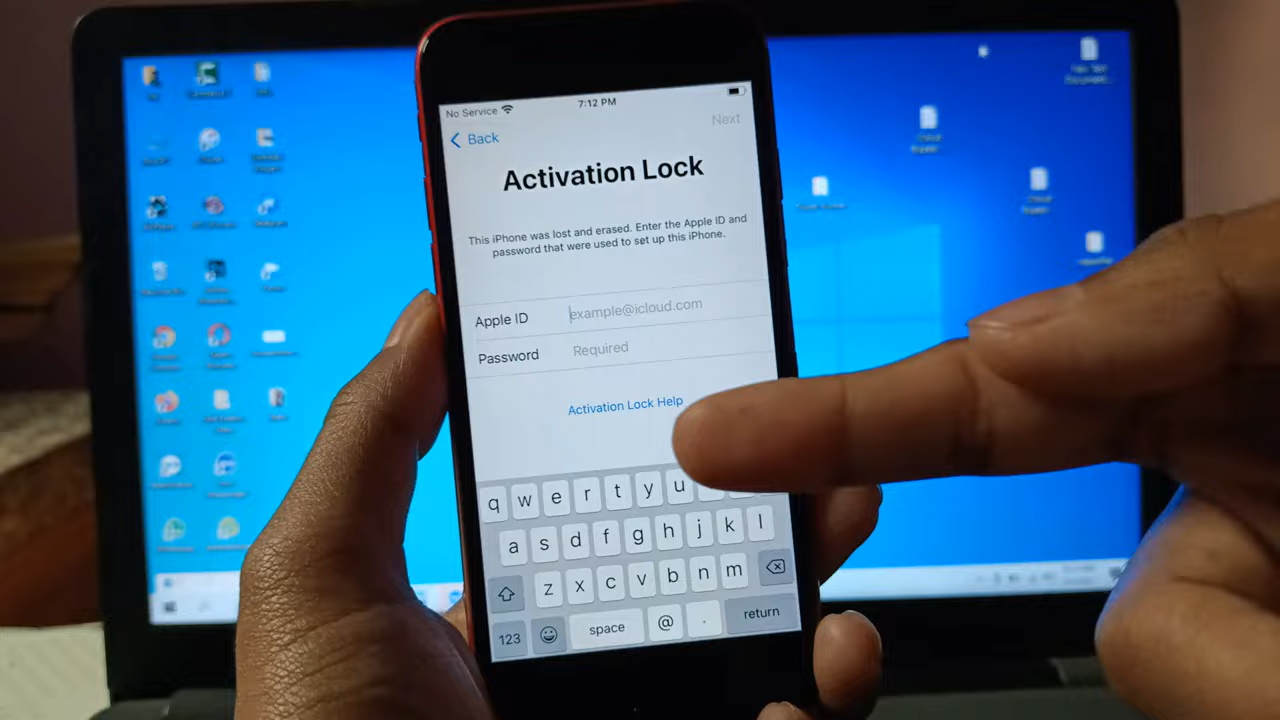 No Service
7:12 PM
Back
Next
Activation Lock
This iPhone was lost and erased. Enter the Apple ID and
password that were used to set up this iPhone.
Apple ID example@icloud.com
Password Required
Activation Lock Help
q w e r t y u
a s d f g h j k l
z x c v b n m
123 space @ . return